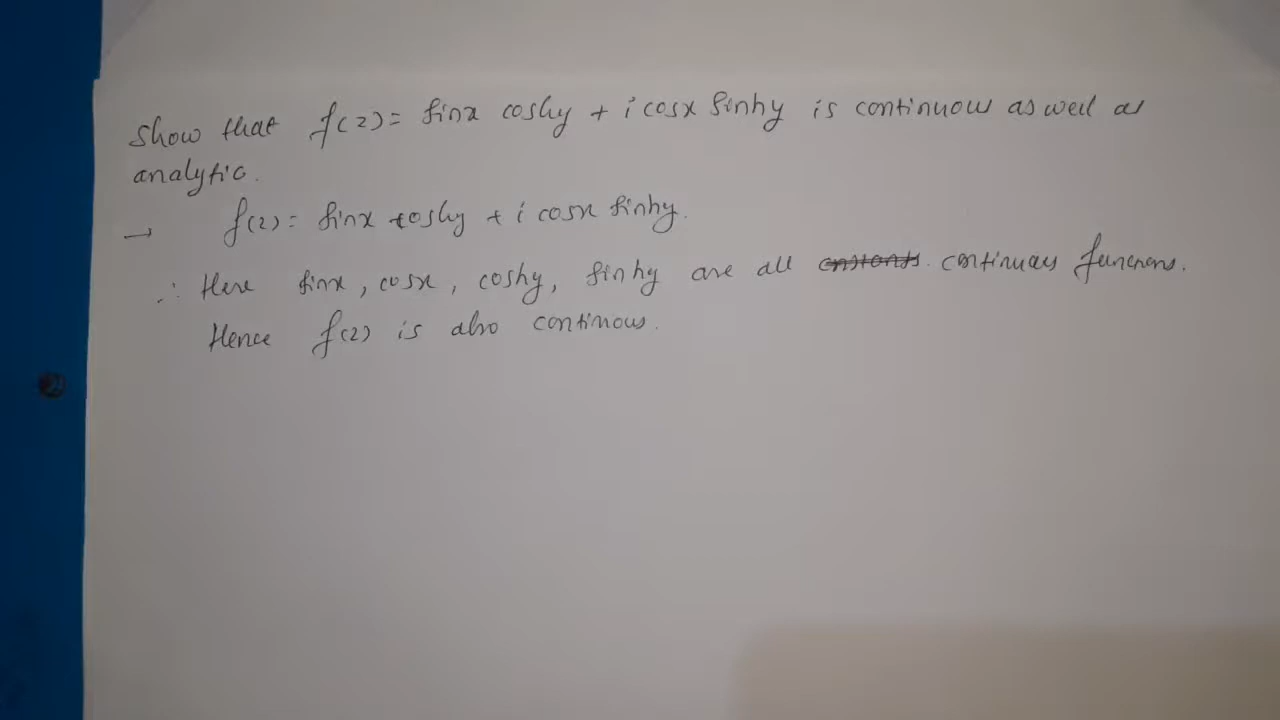 Show that f(z) = sinx coshy + i cosx sinhy is continuous as well as
analytic.
→ f(z) = sinx coshy + i cosx sinhy.
∴ Here sinx, cosx, coshy, sinhy are all constants. continuous functions.
Hence f(z) is also continuous.